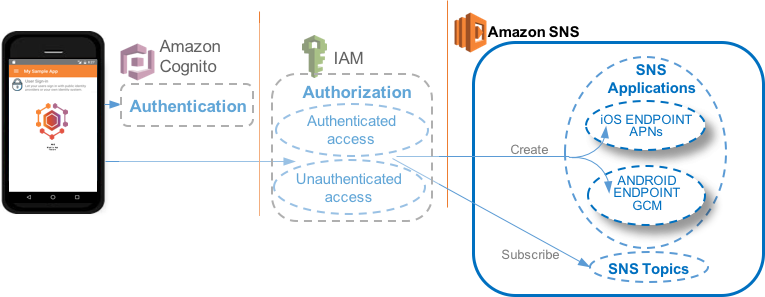 Amazon
Cognito
Authentication
My Sample App
User Sign-in
IAM
Authorization
Authenticated
access
Unauthenticated
access
Amazon SNS
SNS
Applications
iOS ENDPOINT
APNs
Create
ANDROID
ENDPOINT
GCM
Subscribe
SNS Topics